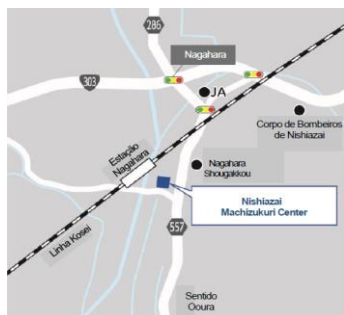 286
Nagahara
303
JA
Corpo de Bombeiros
de Nishiazai
Estação
Nagahara
Nagahara
Shougakkou
Nishiazai
Machizukuri Center
557
Linha Kosei
Sentido
Ooura